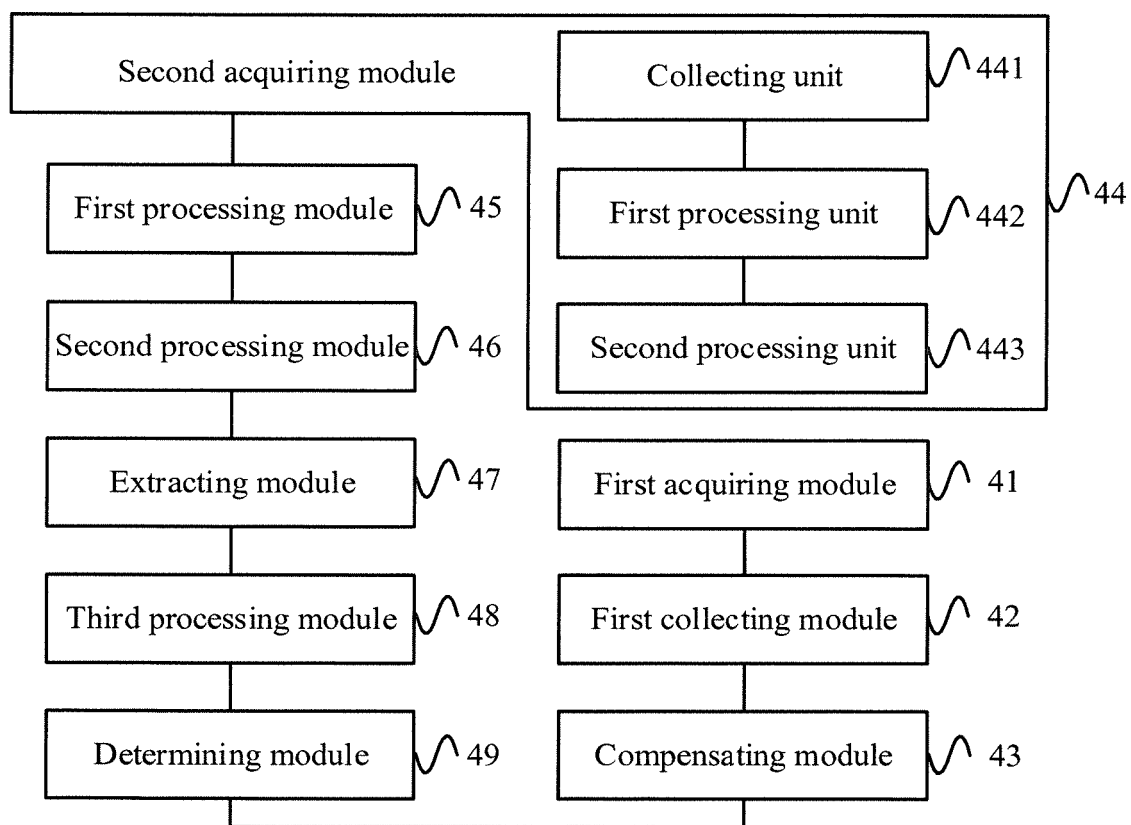 Second acquiring module
Collecting unit
441
First processing module
45
First processing unit
442
44
Second processing module
46
Second processing unit
443
Extracting module
47
First acquiring module
41
Third processing module
48
First collecting module
42
Determining module
49
Compensating module
43